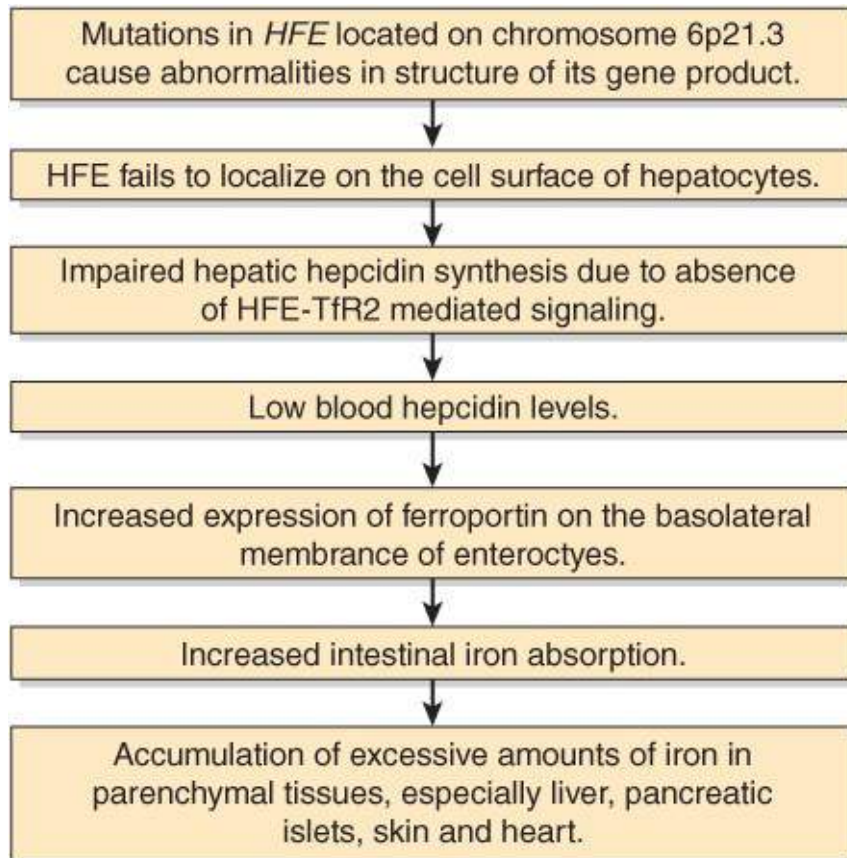 Mutations in HFE located on chromosome 6p21.3
cause abnormalities in structure of its gene product.
HFE fails to localize on the cell surface of hepatocytes.
Impaired hepatic hepcidin synthesis due to absence
of HFE-TfR2 mediated signaling.
Low blood hepcidin levels.
Increased expression of ferroportin on the basolateral
membrance of enteroctyes.
Increased intestinal iron absorption.
Accumulation of excessive amounts of iron in
parenchymal tissues, especially liver, pancreatic
islets, skin and heart.